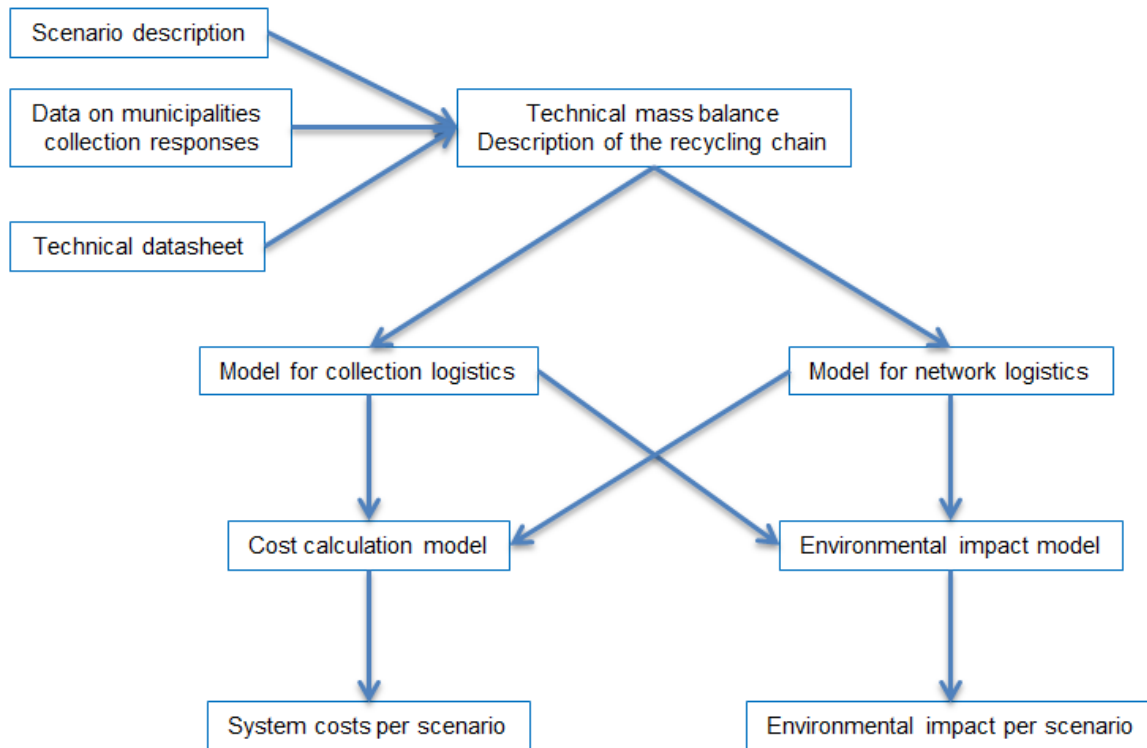 Scenario description
Data on municipalities
collection responses
Technical mass balance
Description of the recycling chain
Technical datasheet
Model for collection logistics
Model for network logistics
Cost calculation model
Environmental impact model
System costs per scenario
Environmental impact per scenario